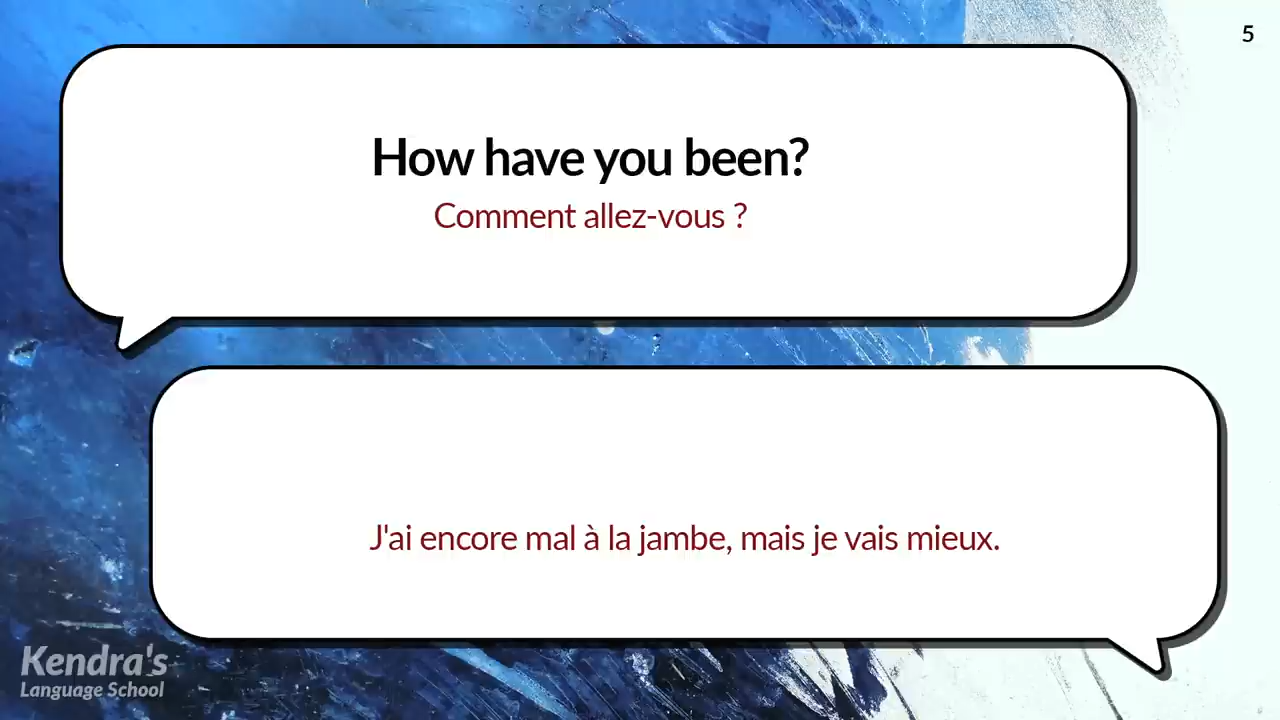 5
How have you been?
Comment allez-vous ?
J'ai encore mal à la jambe, mais je vais mieux.
Kendra's
Language School